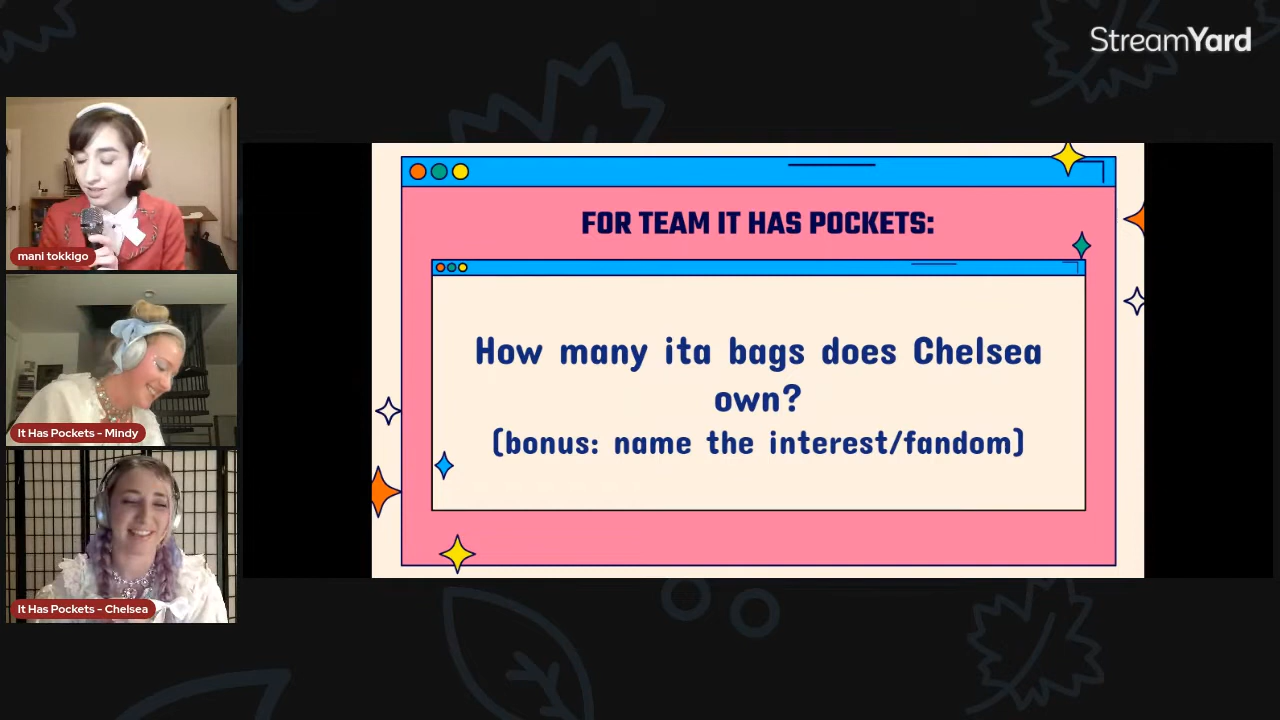 StreamYard
mani tokkigo
It Has Pockets - Mindy
It Has Pockets - Chelsea
FOR TEAM IT HAS POCKETS:
How many ita bags does Chelsea
own?
(bonus: name the interest/fandom)